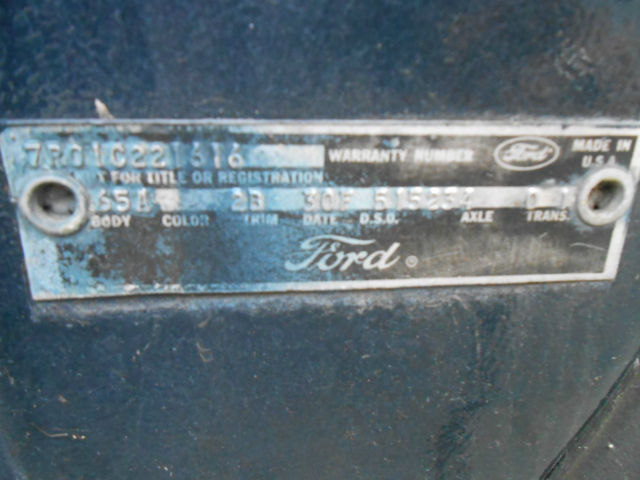 7R01C221616 WARRANTY NUMBER Ford MADE IN
U.S.A.
T FOR TITLE OR REGISTRATION
65A 2B 30F
BODY COLOR TRIM DATE D.S.O. AXLE TRANS.
Ford ®